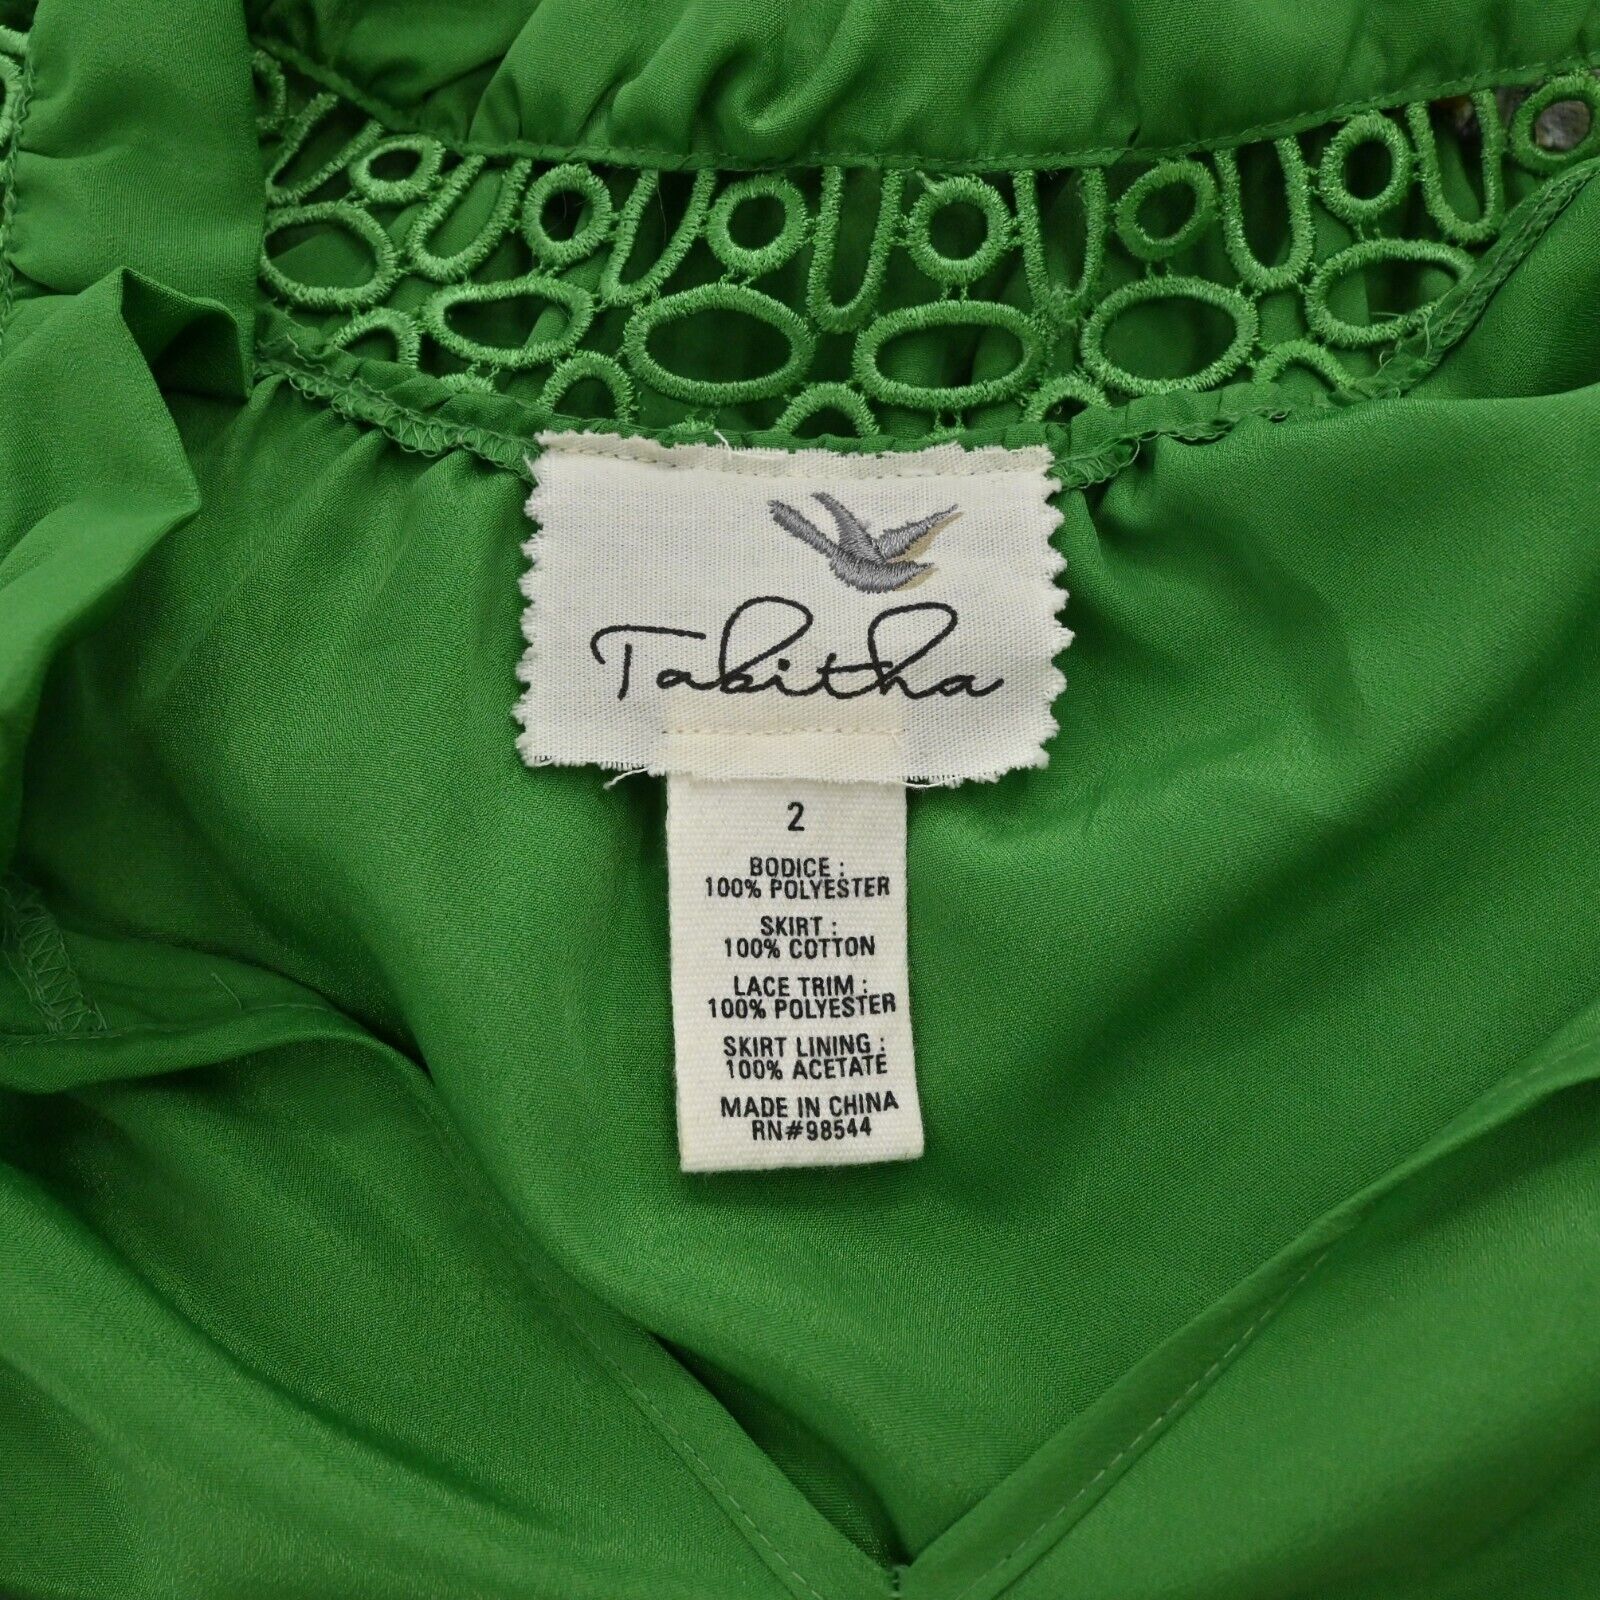 Tabitha
2
BODICE :
100% POLYESTER
SKIRT :
100% COTTON
LACE TRIM :
100% POLYESTER
SKIRT LINING :
100% ACETATE
MADE IN CHINA
RN#98544